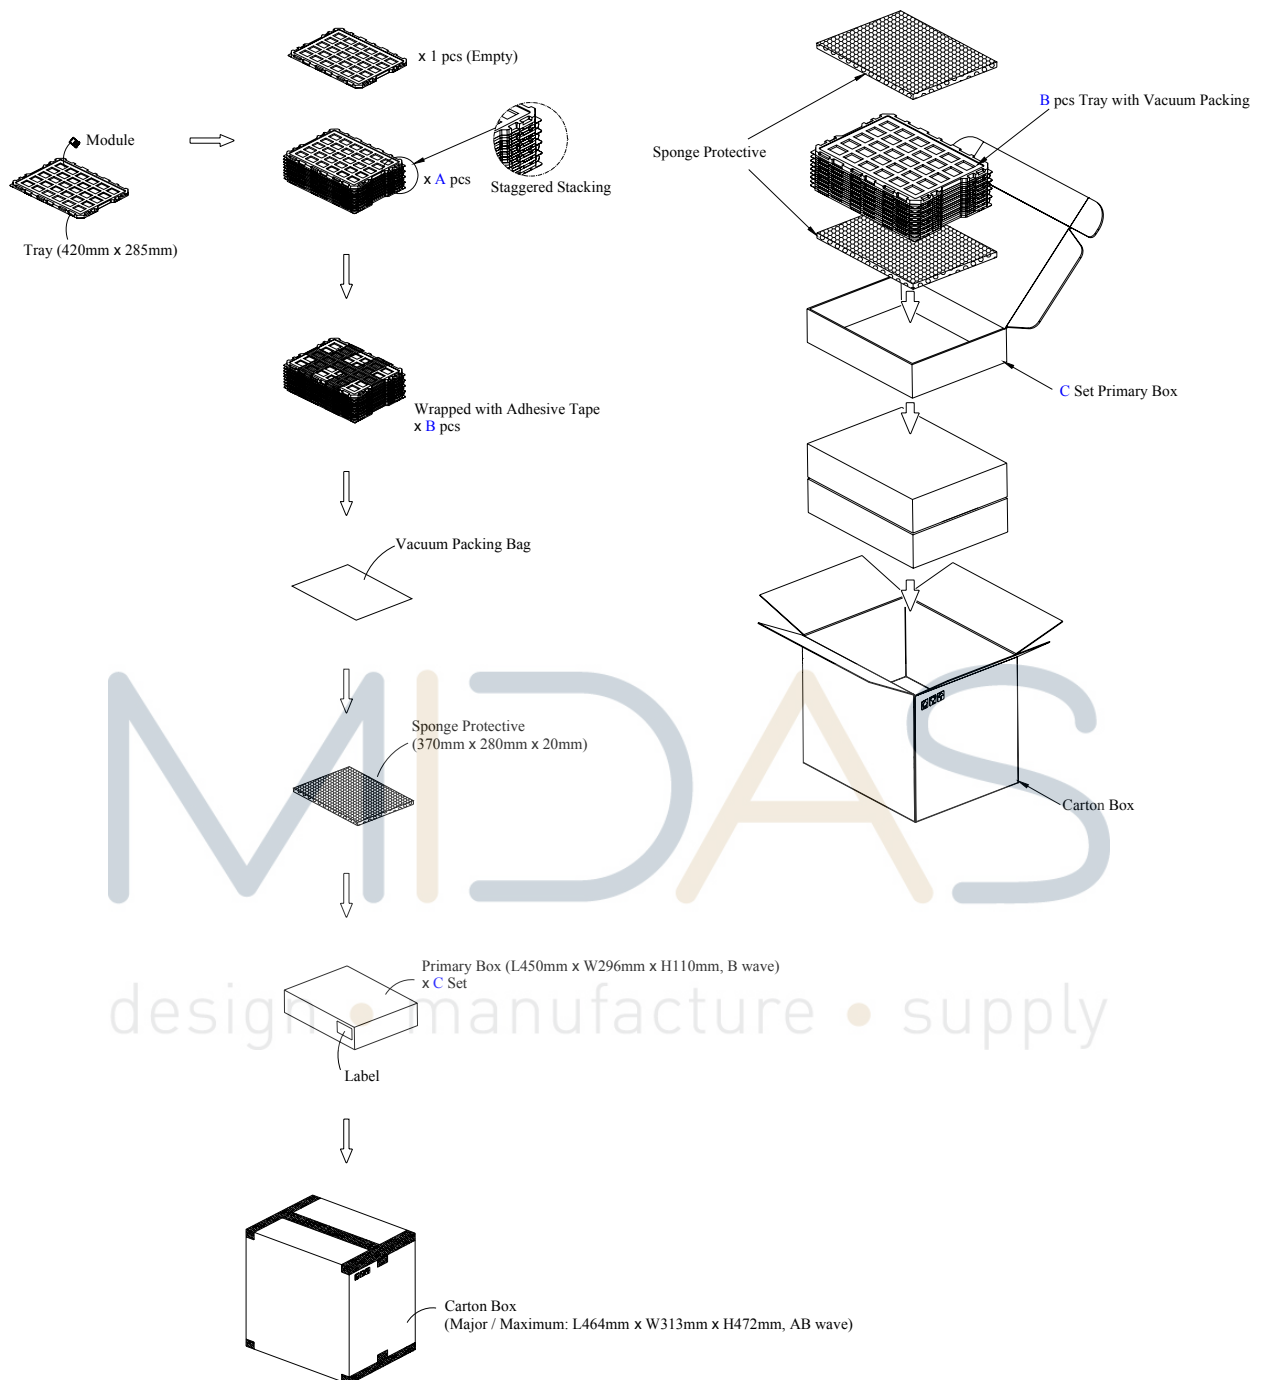 x 1 pcs (Empty)
Module
x A pcs
Staggered Stacking
Tray (420mm x 285mm)
Wrapped with Adhesive Tape
x B pcs
Vacuum Packing Bag
Sponge Protective
(370mm x 280mm x 20mm)
Primary Box (L450mm x W296mm x H110mm, B wave)
x C Set
Label
Carton Box
(Major / Maximum: L464mm x W313mm x H472mm, AB wave)
B pcs Tray with Vacuum Packing
Sponge Protective
C Set Primary Box
Carton Box
MIDAS
design • manufacture • supply